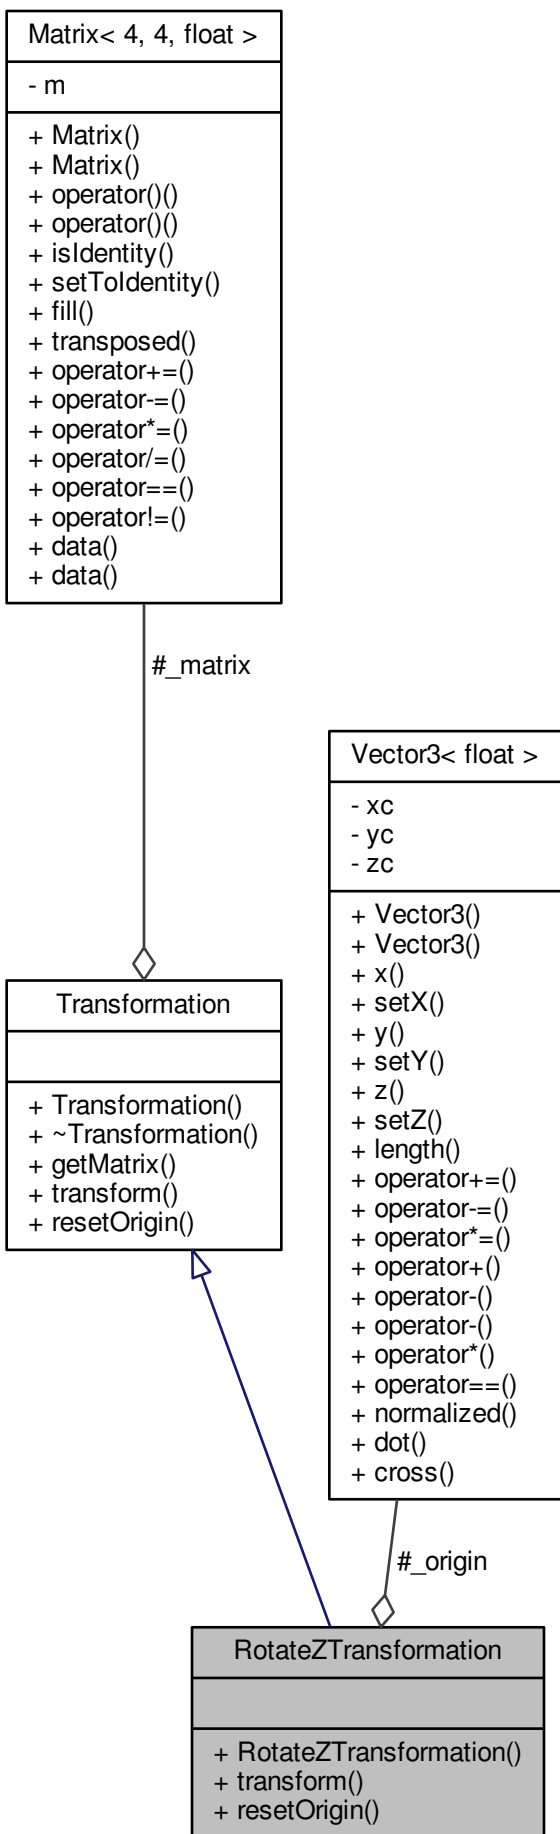 Matrix< 4, 4, float >
- m
+ Matrix()
+ Matrix()
+ operator()()
+ operator()()
+ isIdentity()
+ setToIdentity()
+ fill()
+ transposed()
+ operator+=()
+ operator-=()
+ operator*=()
+ operator/=()
+ operator==()
+ operator!=()
+ data()
+ data()
#_matrix
Vector3< float >
- xc
- yc
- zc
+ Vector3()
+ Vector3()
+ x()
+ setX()
+ y()
+ setY()
+ z()
+ setZ()
+ length()
+ operator+=()
+ operator-=()
+ operator*=()
+ operator+()
+ operator-()
+ operator-()
+ operator*()
+ operator==()
+ normalized()
+ dot()
+ cross()
Transformation
+ Transformation()
+ ~Transformation()
+ getMatrix()
+ transform()
+ resetOrigin()
#_origin
RotateZTransformation
+ RotateZTransformation()
+ transform()
+ resetOrigin()